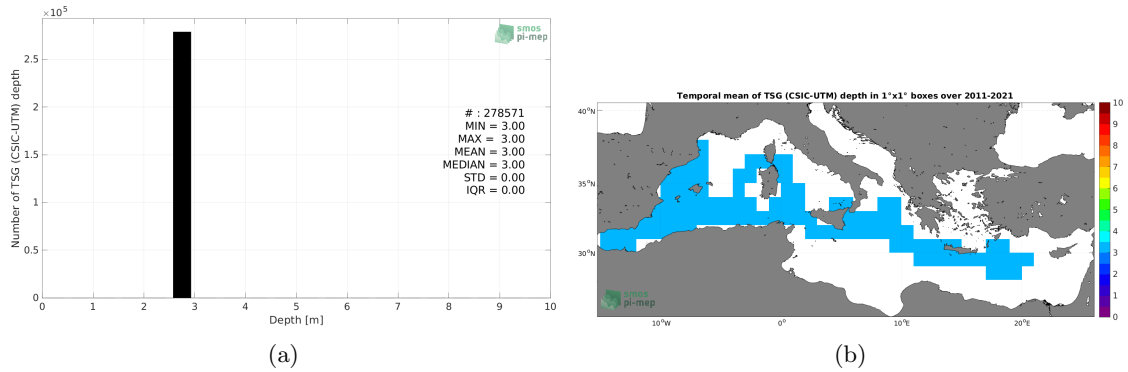 ×10⁵
smos
pi-mep
2.5
2
1.5
1
0.5
0
Number of TSG (CSIC-UTM) depth
# : 278571
MIN = 3.00
MAX = 3.00
MEAN = 3.00
MEDIAN = 3.00
STD = 0.00
IQR = 0.00
0 1 2 3 4 5 6 7 8 9 10
Depth [m]
(a)
Temporal mean of TSG (CSIC-UTM) depth in 1°x1° boxes over 2011-2021
40°N
35°N
30°N
10°W 0° 10°E 20°E
10
9
8
7
6
5
4
3
2
1
0
smos
pi-mep
(b)